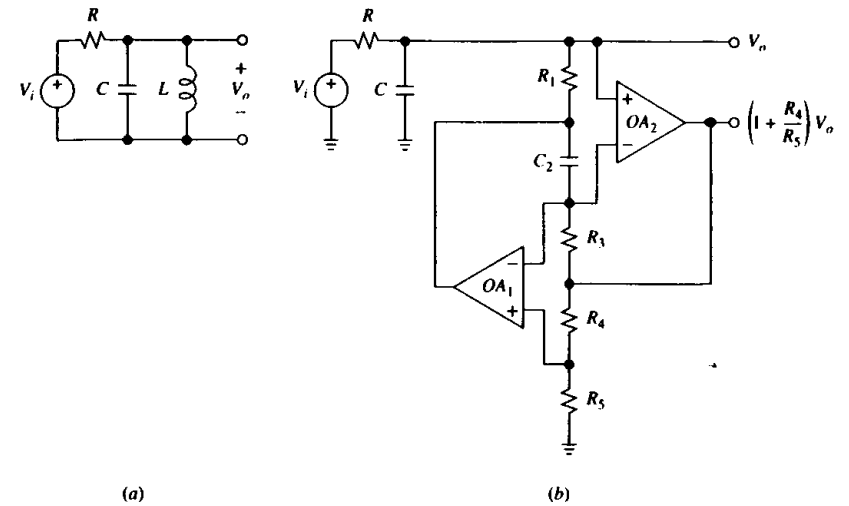 R
V_i
+
C
L
+
V_o
−
(a)
R
V_i
+
C
V_o
R_1
C_2
+
OA_2
−
(1 + R_4/R_5) V_o
R_3
−
OA_1
+
R_4
R_5
(b)